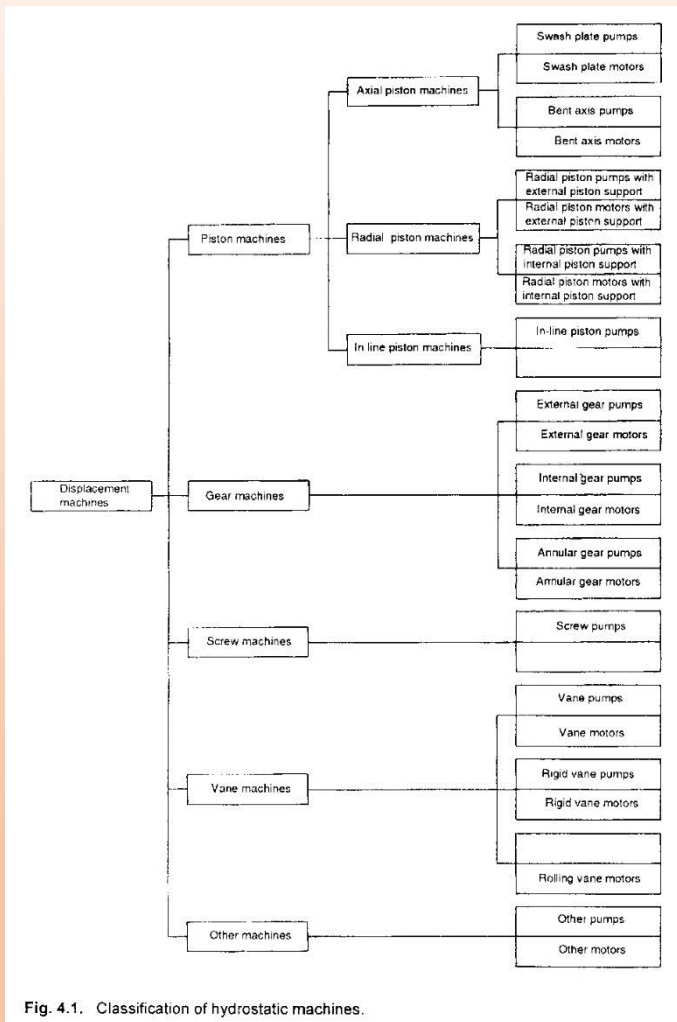 Swash plate pumps
Swash plate motors
Axial piston machines
Bent axis pumps
Bent axis motors
Radial piston pumps with
external piston support
Radial piston motors with
external piston support
Piston machines
Radial piston machines
Radial piston pumps with
internal piston support
Radial piston motors with
internal piston support
In-line piston pumps
In line piston machines
External gear pumps
External gear motors
Displacement
machines
Gear machines
Internal gear pumps
Internal gear motors
Annular gear pumps
Annular gear motors
Screw pumps
Screw machines
Vane pumps
Vane motors
Vane machines
Rigid vane pumps
Rigid vane motors
Rolling vane motors
Other pumps
Other machines
Other motors
Fig. 4.1. Classification of hydrostatic machines.